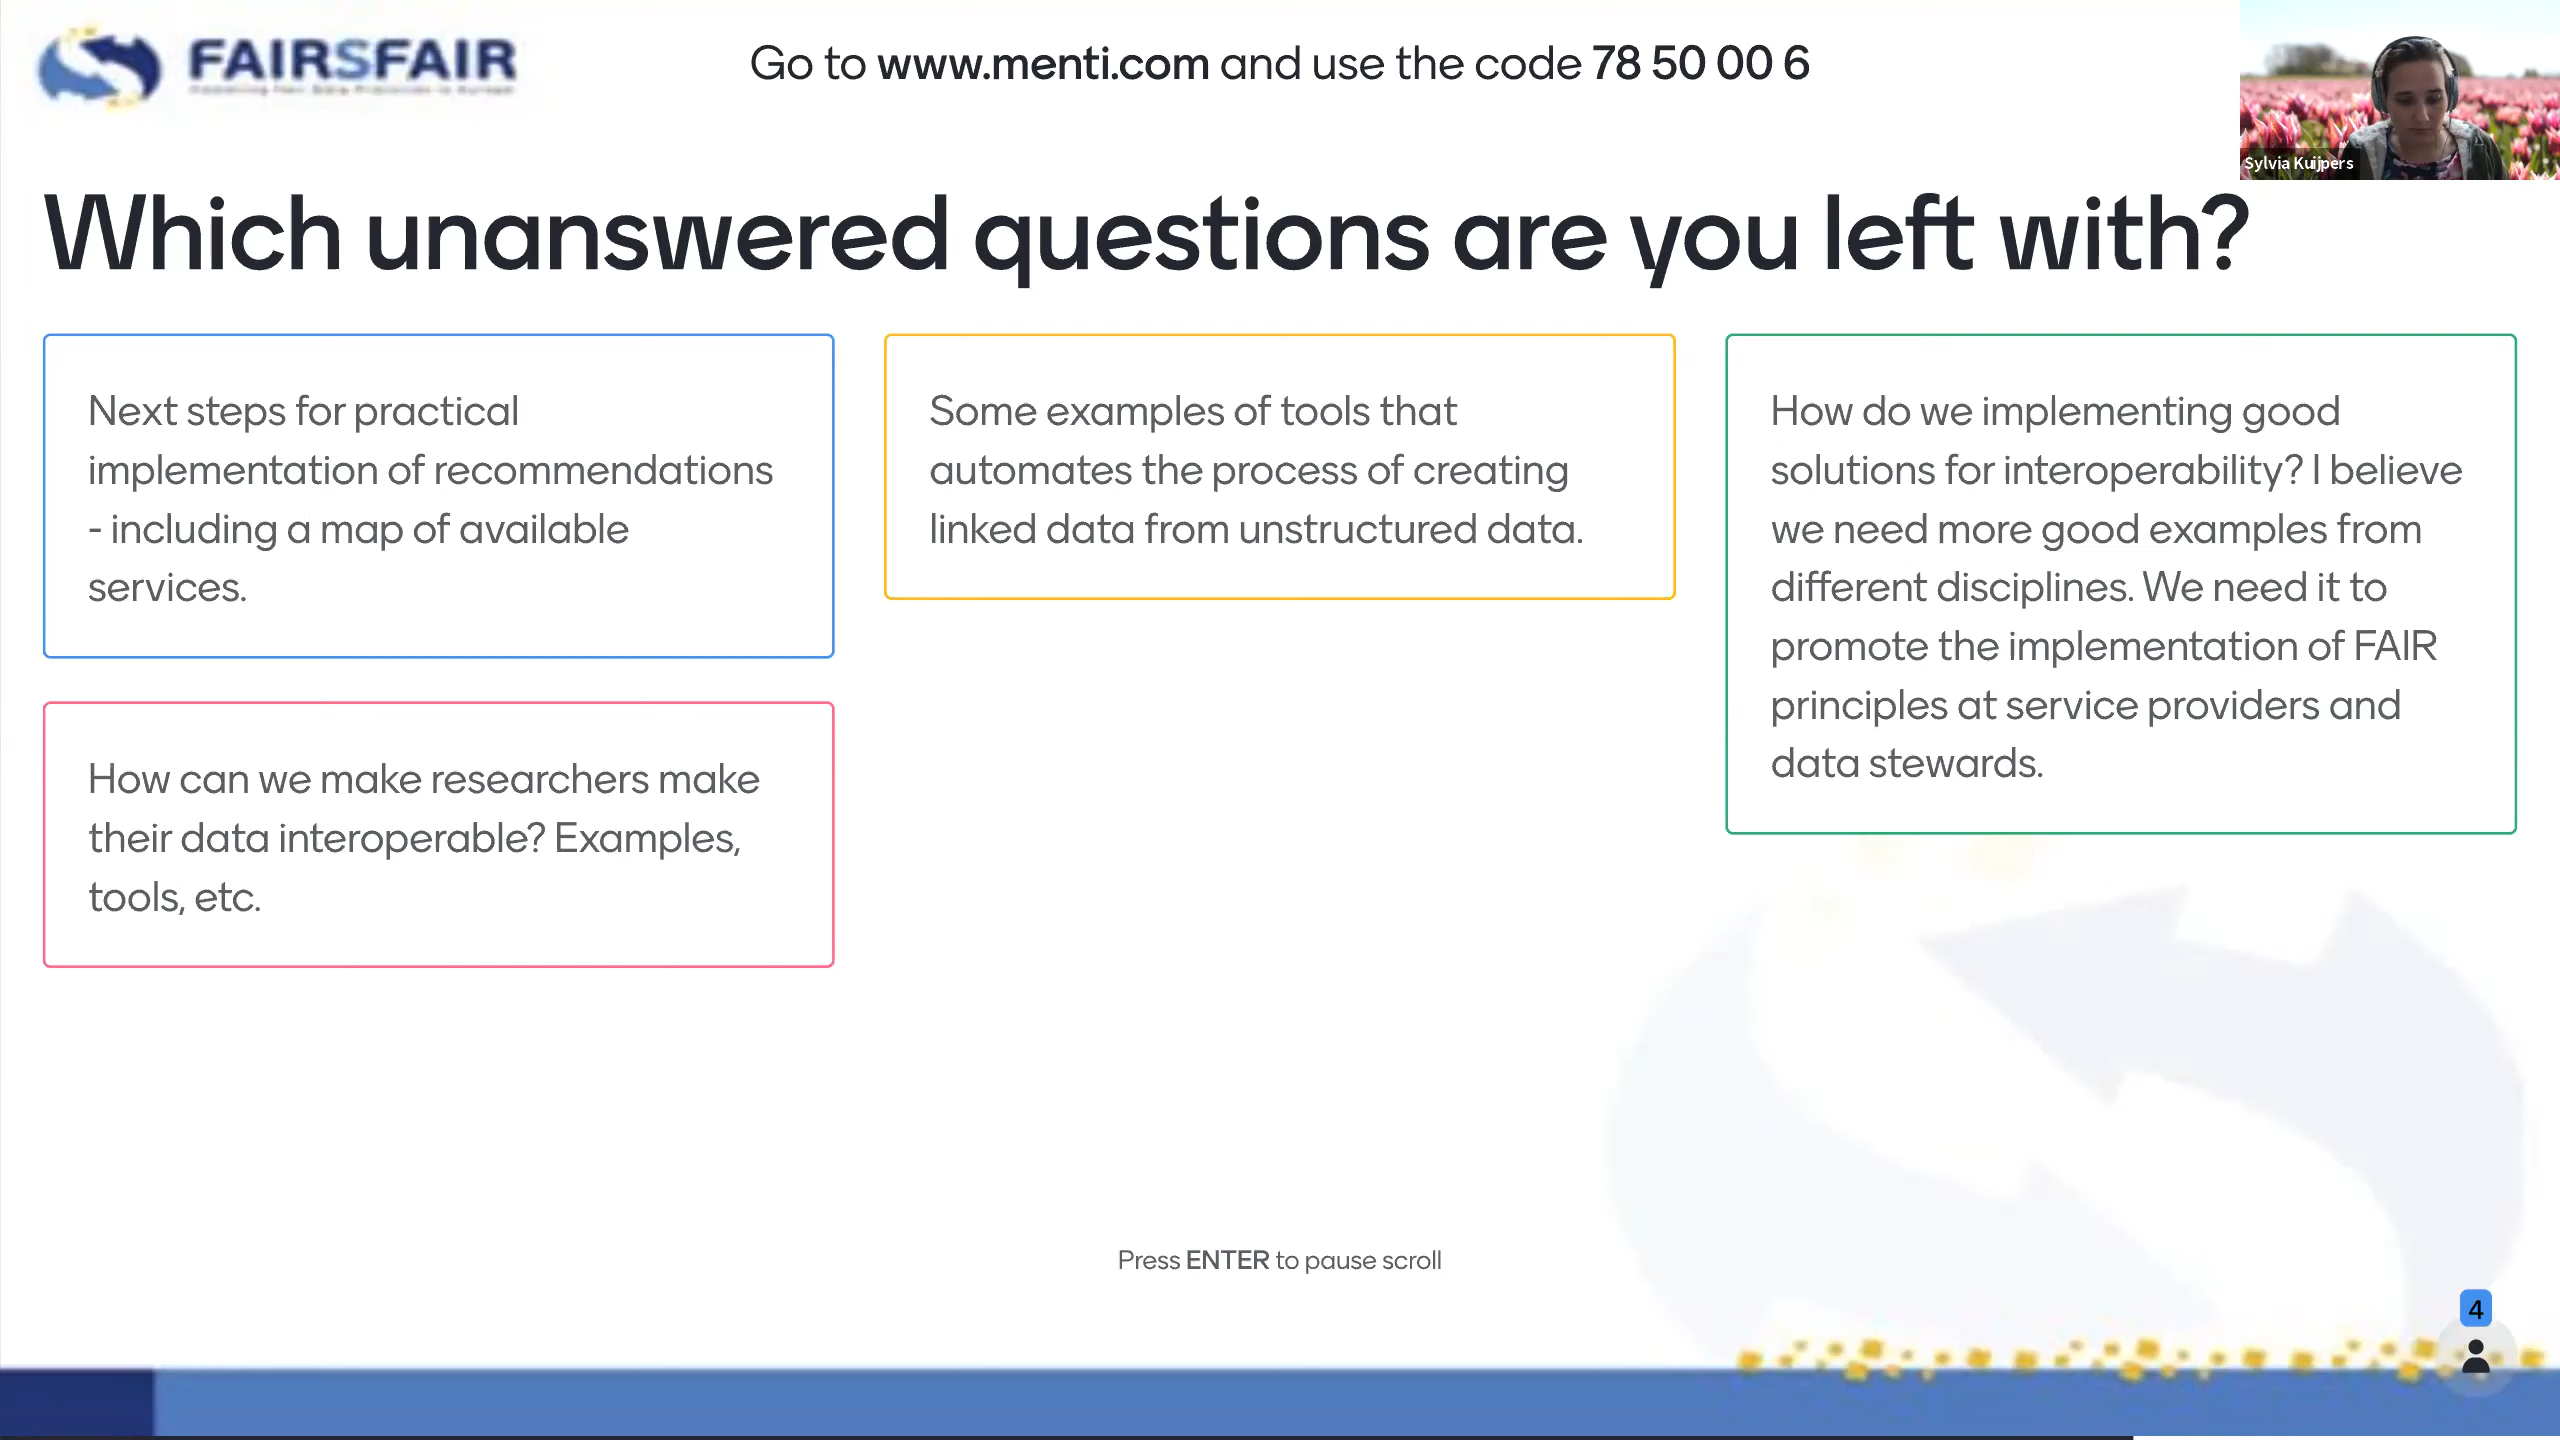 FAIRSFAIR
Go to www.menti.com and use the code 78 50 00 6
Sylvia Kuijpers
Which unanswered questions are you left with?
Next steps for practical
implementation of recommendations
- including a map of available
services.
Some examples of tools that
automates the process of creating
linked data from unstructured data.
How do we implementing good
solutions for interoperability? I believe
we need more good examples from
different disciplines. We need it to
promote the implementation of FAIR
principles at service providers and
data stewards.
How can we make researchers make
their data interoperable? Examples,
tools, etc.
Press ENTER to pause scroll
4